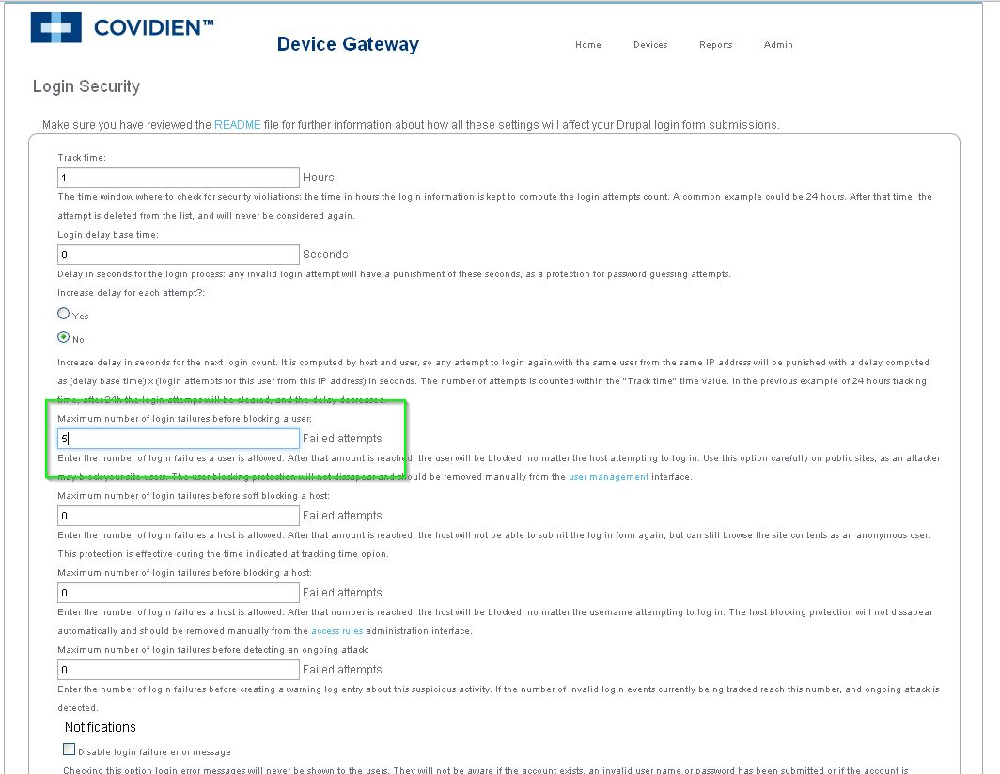 COVIDIEN™
Device Gateway
Home Devices Reports Admin
Login Security
Make sure you have reviewed the README file for further information about how all these settings will affect your Drupal login form submissions.
Track time:
1 Hours
The time window where to check for security violiations: the time in hours the login information is kept to compute the login attempts count. A common example could be 24 hours. After that time, the
attempt is deleted from the list, and will never be considered again.
Login delay base time:
0 Seconds
Delay in seconds for the login process: any invalid login attempt will have a punishment of these seconds, as a protection for password guessing attempts.
Increase delay for each attempt?:
Yes
No
Increase delay in seconds for the next login count. It is computed by host and user, so any attempt to login again with the same user from the same IP address will be punished with a delay computed
as (delay base time) x (login attempts for this user from this IP address) in seconds. The number of attempts is counted within the "Track time" time value. In the previous example of 24 hours tracking
time, after 24h the login attemps will be cleared, and the delay decreased.
Maximum number of login failures before blocking a user:
5 Failed attempts
Enter the number of login failures a user is allowed. After that amount is reached, the user will be blocked, no matter the host attempting to log in. Use this option carefully on public sites, as an attacker
may block your site users. The user blocking protection will not dissapear and should be removed manually from the user management interface.
Maximum number of login failures before soft blocking a host:
0 Failed attempts
Enter the number of login failures a host is allowed. After that amount is reached, the host will not be able to submit the log in form again, but can still browse the site contents as an anonymous user.
This protection is effective during the time indicated at tracking time opion.
Maximum number of login failures before blocking a host:
0 Failed attempts
Enter the number of login failures a host is allowed. After that number is reached, the host will be blocked, no matter the username attempting to log in. The host blocking protection will not dissapear
automatically and should be removed manually from the access rules administration interface.
Maximum number of login failures before detecting an ongoing attack:
0 Failed attempts
Enter the number of login failures before creating a warning log entry about this suspicious activity. If the number of invalid login events currently being tracked reach this number, and ongoing attack is
detected.
Notifications
Disable login failure error message
Checking this option login error messages will never be shown to the users. They will not be aware if the account exists, an invalid user name or password has been submitted or if the account is